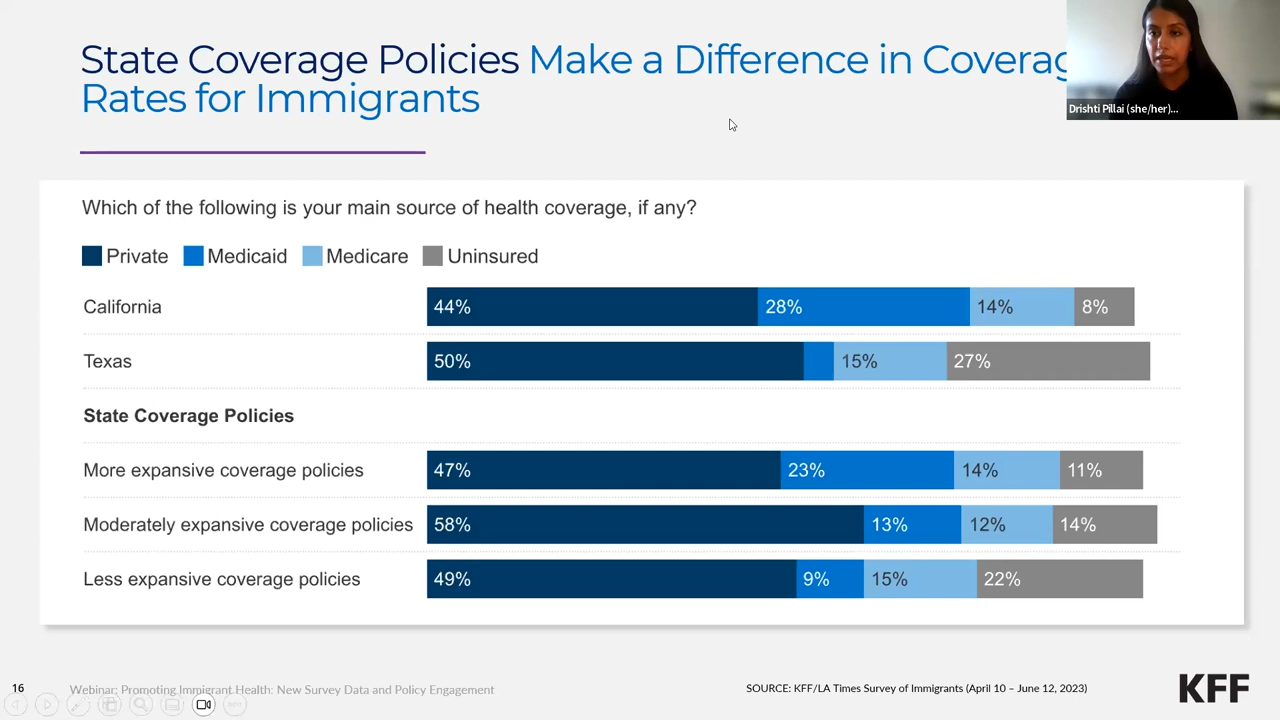 State Coverage Policies Make a Difference in Coverag
Rates for Immigrants
Drishti Pillai (she/her)...
Which of the following is your main source of health coverage, if any?
Private Medicaid Medicare Uninsured
California 44% 28% 14% 8%
Texas 50% 15% 27%
State Coverage Policies
More expansive coverage policies 47% 23% 14% 11%
Moderately expansive coverage policies 58% 13% 12% 14%
Less expansive coverage policies 49% 9% 15% 22%
16 Webinar: Promoting Immigrant Health: New Survey Data and Policy Engagement SOURCE: KFF/LA Times Survey of Immigrants (April 10 – June 12, 2023) KFF